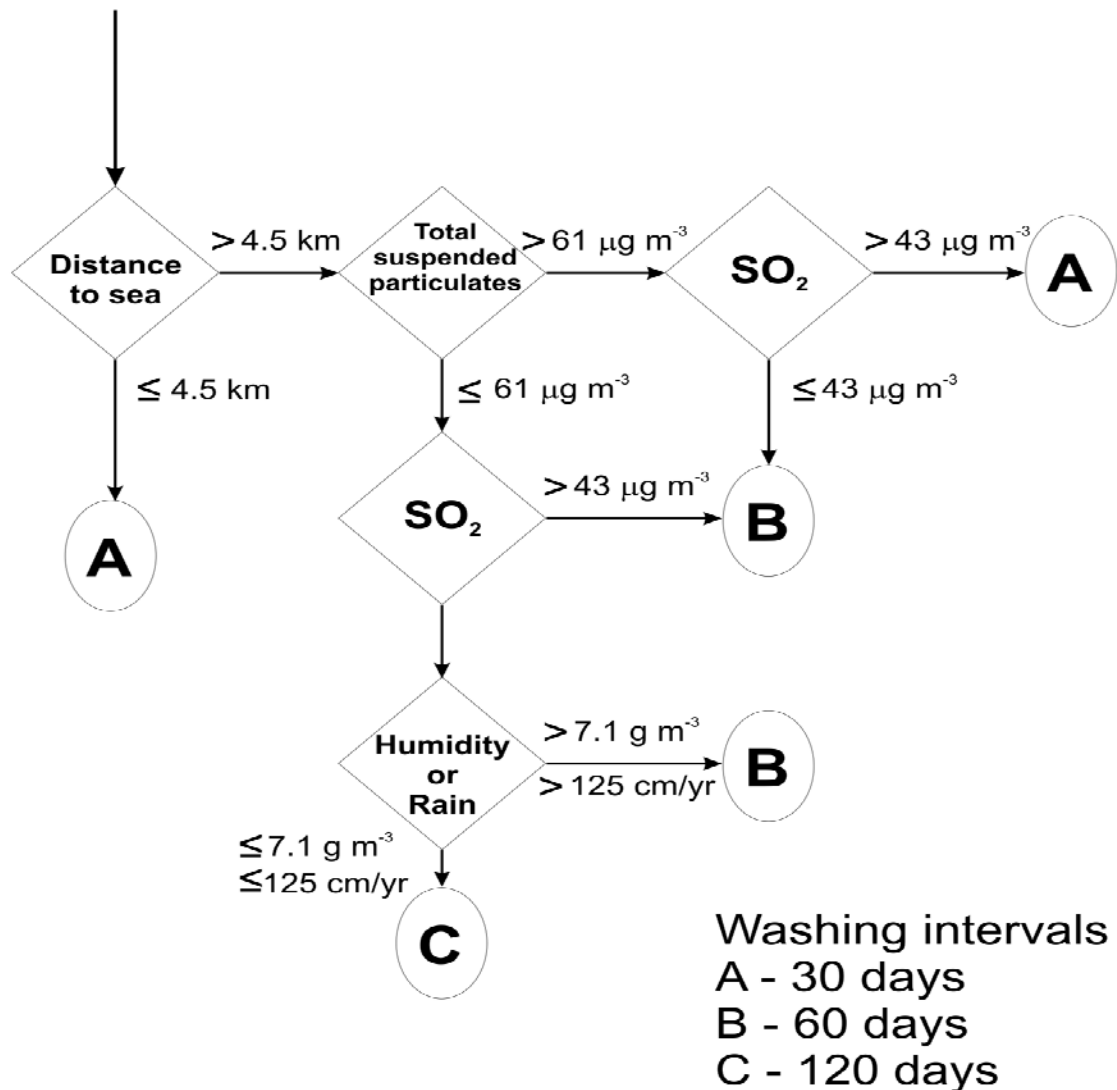 Distance
to sea
> 4.5 km
Total
suspended
particulates
> 61 μg m⁻³
SO₂
> 43 μg m⁻³
A
≤ 4.5 km
≤ 61 μg m⁻³
≤ 43 μg m⁻³
A
SO₂
> 43 μg m⁻³
B
Humidity
or
Rain
> 7.1 g m⁻³
> 125 cm/yr
B
≤ 7.1 g m⁻³
≤ 125 cm/yr
C
Washing intervals
A - 30 days
B - 60 days
C - 120 days